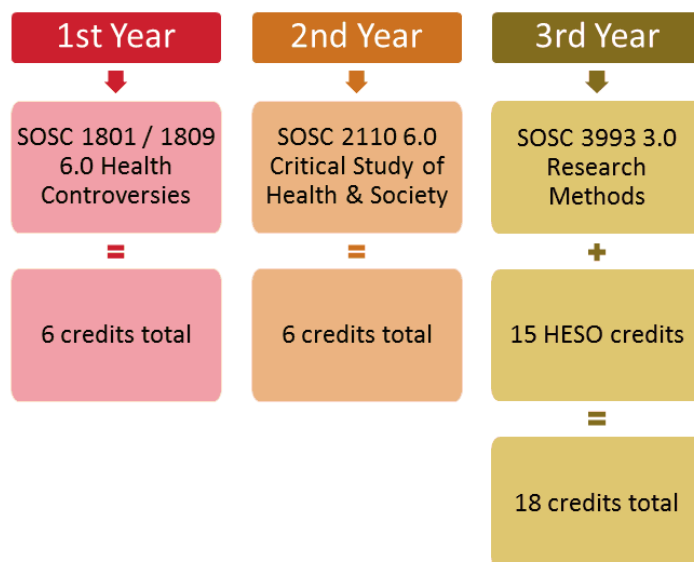 1st Year
SOSC 1801 / 1809
6.0 Health
Controversies
=
6 credits total
2nd Year
SOSC 2110 6.0
Critical Study of
Health & Society
=
6 credits total
3rd Year
SOSC 3993 3.0
Research
Methods
+
15 HESO credits
=
18 credits total